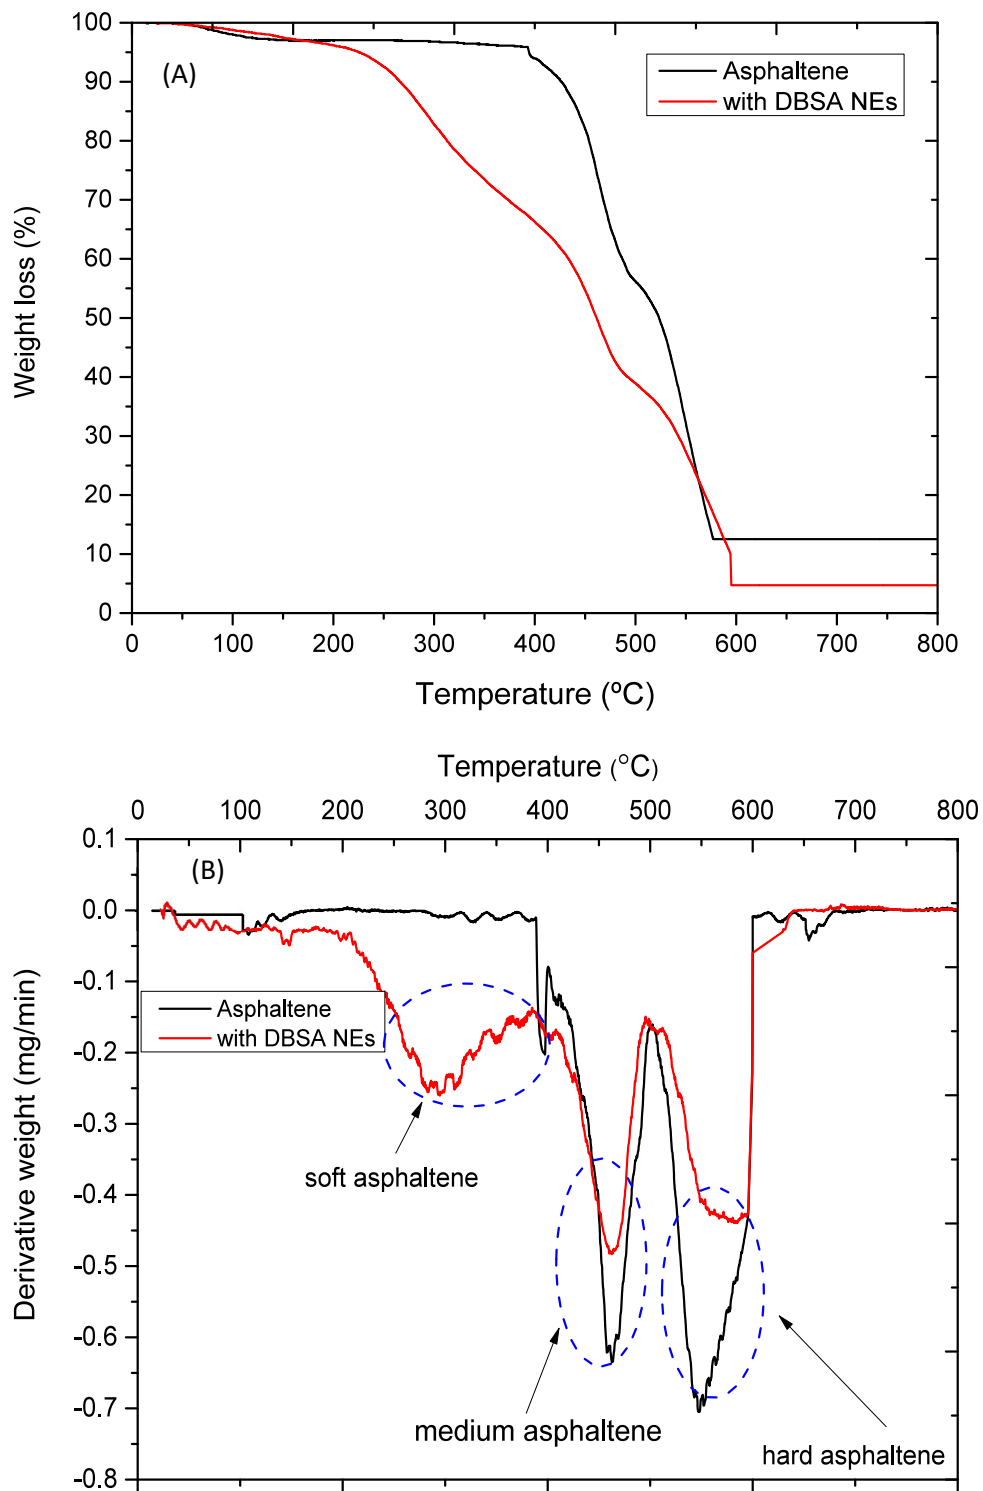 (A)
Asphaltene
with DBSA NEs
Weight loss (%)
100
90
80
70
60
50
40
30
20
10
0
0 100 200 300 400 500 600 700 800
Temperature (ºC)
Temperature (°C)
0 100 200 300 400 500 600 700 800
(B)
Derivative weight (mg/min)
0.1
0.0
-0.1
-0.2
-0.3
-0.4
-0.5
-0.6
-0.7
-0.8
Asphaltene
with DBSA NEs
soft asphaltene
medium asphaltene
hard asphaltene